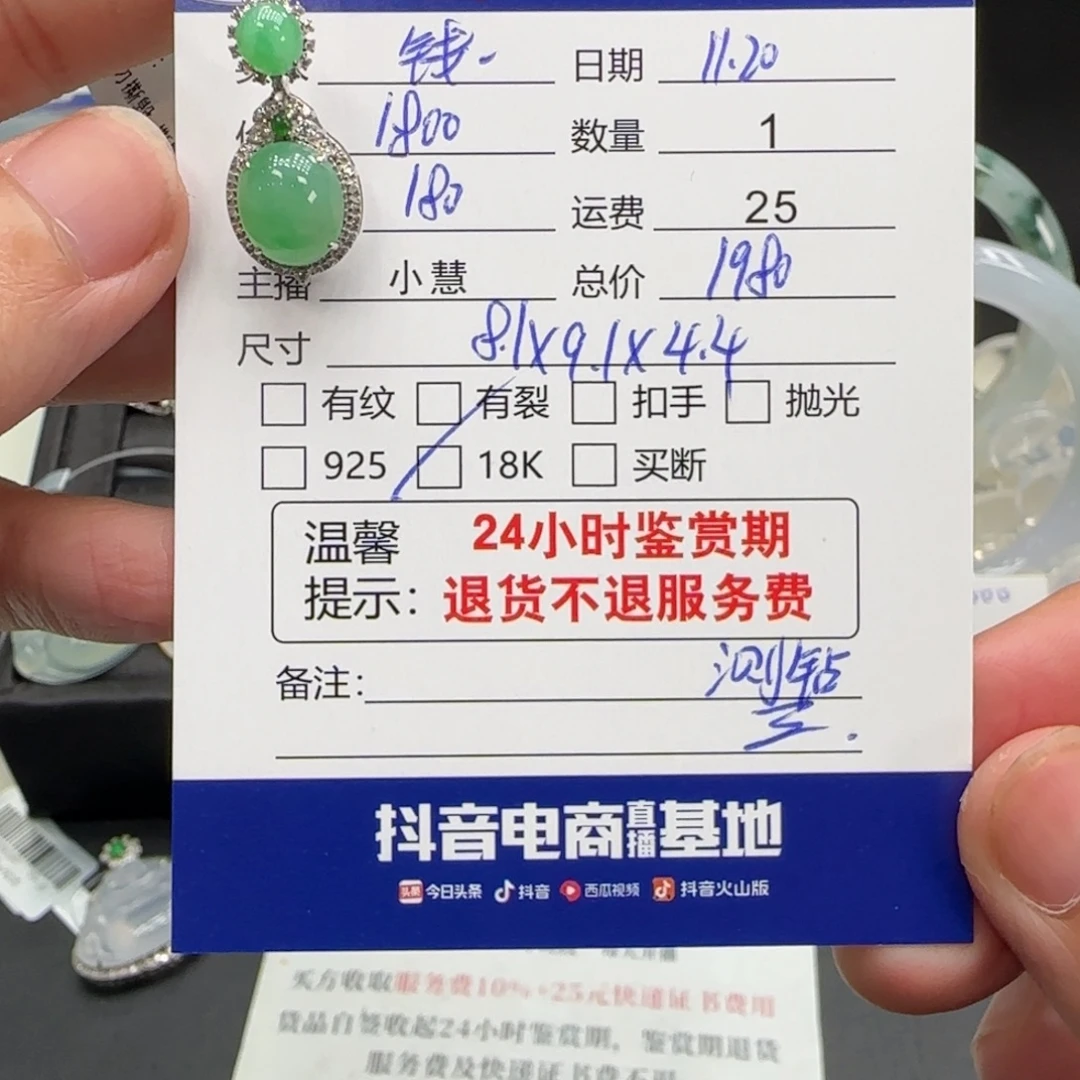 钱一 日期 11.20
1800 数量 1
180 运费 25
主播 小慧 总价 1980
尺寸 8.1X9.1X4.4
有纹 有裂 扣手 抛光
925 18K 买断
温馨 24小时鉴赏期
提示: 退货不退服务费
备注: 测钻
抖音电商直播基地
头条 今日头条 抖音 西瓜视频 抖音火山版
买方收取服务费10%+25元快递证书费用
货品自签收起24小时鉴赏期,鉴赏期退货
服务费及快递证书费不退